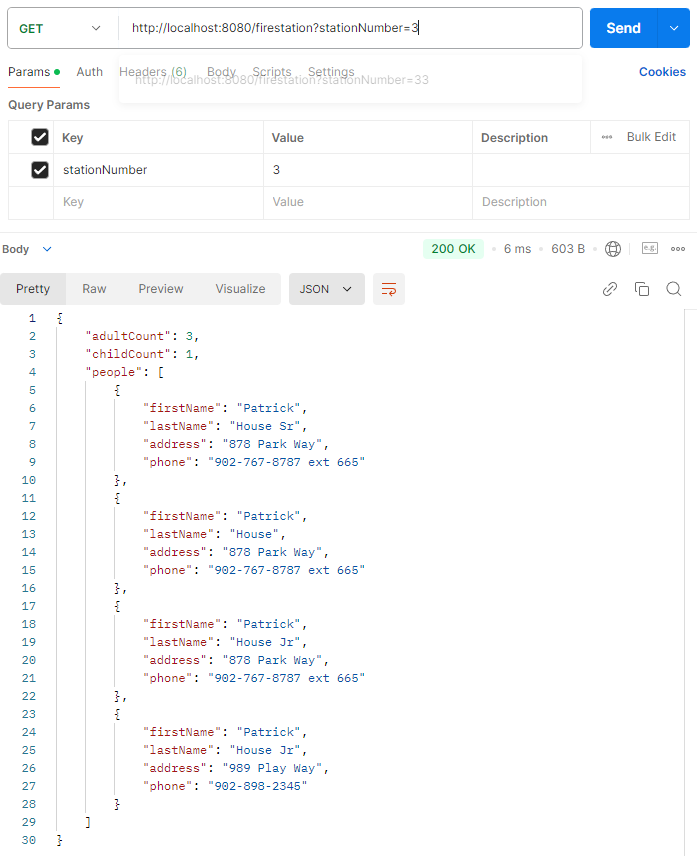 GET http://localhost:8080/firestation?stationNumber=3 Send
Params Auth Headers (6) Body Scripts Settings Cookies
http://localhost:8080/firestation?stationNumber=33
Query Params
Key Value Description Bulk Edit
stationNumber 3
Key Value Description
Body 200 OK 6 ms 603 B e.g.
Pretty Raw Preview Visualize JSON
1 {
2 "adultCount": 3,
3 "childCount": 1,
4 "people": [
5 {
6 "firstName": "Patrick",
7 "lastName": "House Sr",
8 "address": "878 Park Way",
9 "phone": "902-767-8787 ext 665"
10 },
11 {
12 "firstName": "Patrick",
13 "lastName": "House",
14 "address": "878 Park Way",
15 "phone": "902-767-8787 ext 665"
16 },
17 {
18 "firstName": "Patrick",
19 "lastName": "House Jr",
20 "address": "878 Park Way",
21 "phone": "902-767-8787 ext 665"
22 },
23 {
24 "firstName": "Patrick",
25 "lastName": "House Jr",
26 "address": "989 Play Way",
27 "phone": "902-898-2345"
28 }
29 ]
30 }